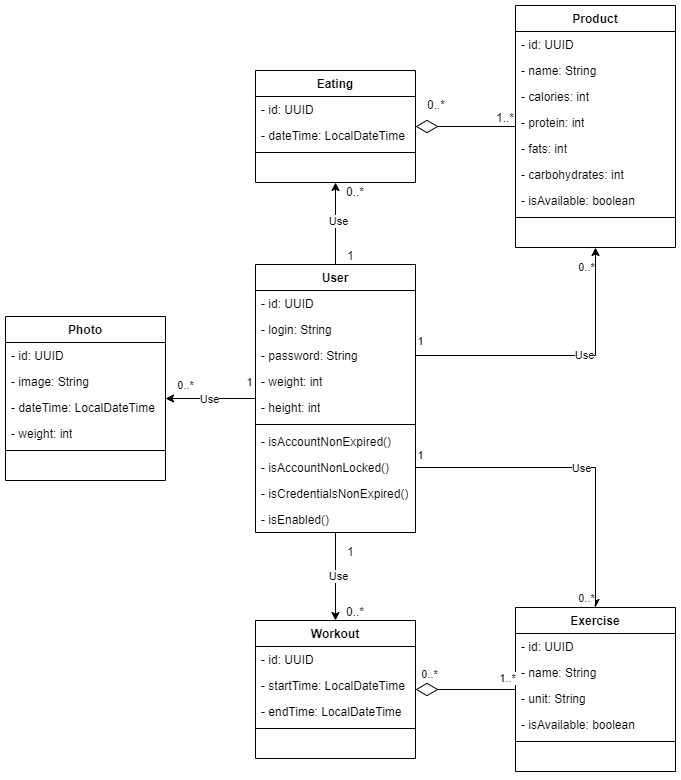 Product
- id: UUID
- name: String
- calories: int
- protein: int
- fats: int
- carbohydrates: int
- isAvailable: boolean
Eating
- id: UUID
- dateTime: LocalDateTime
0..*
1..*
0..*
Use
1
0..*
1
Use
User
- id: UUID
- login: String
- password: String
- weight: int
- height: int
- isAccountNonExpired()
- isAccountNonLocked()
- isCredentialsNonExpired()
- isEnabled()
Photo
- id: UUID
- image: String
- dateTime: LocalDateTime
- weight: int
0..*
1
Use
1
Use
0..*
1
Use
0..*
Workout
- id: UUID
- startTime: LocalDateTime
- endTime: LocalDateTime
0..*
1..*
Exercise
- id: UUID
- name: String
- unit: String
- isAvailable: boolean